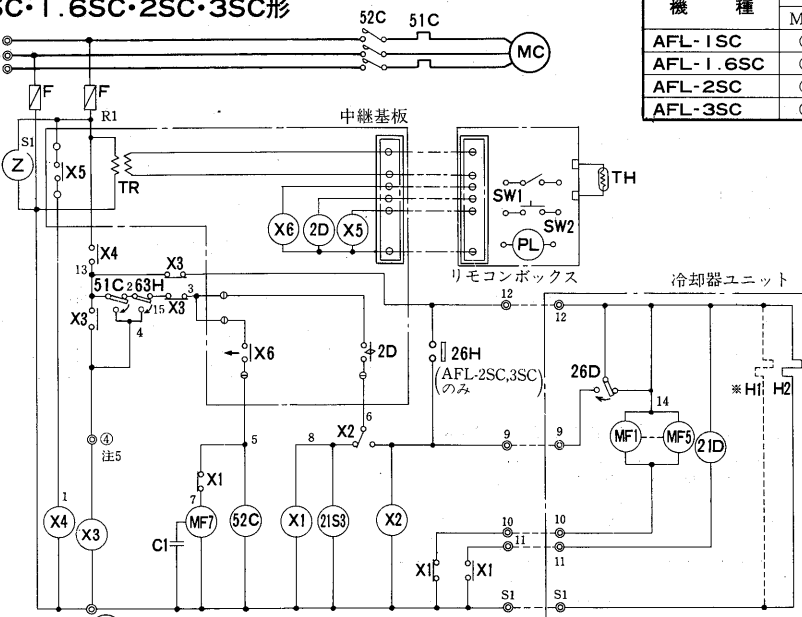 SC・1.6SC・2SC・3SC形
52C
51C
MC
機 種
M
AFL-1SC
AFL-1.6SC
AFL-2SC
AFL-3SC
F
F
R1
S1
Z
X5
TR
中継基板
X6
2D
X5
SW1
SW2
PL
TH
リモコンボックス
冷却器ユニット
X4
13
X3
51C
2
63H
15
X3
3
4
X3
X6
2D
12
12
26H
(AFL-2SC,3SC)
のみ
26D
14
※H1
H2
MF1
MF5
21D
6
X2
5
8
9
9
④
注5
1
X4
X3
X1
7
MF7
C1
52C
X1
21S3
X2
10
10
11
11
X1
X1
S1
S1